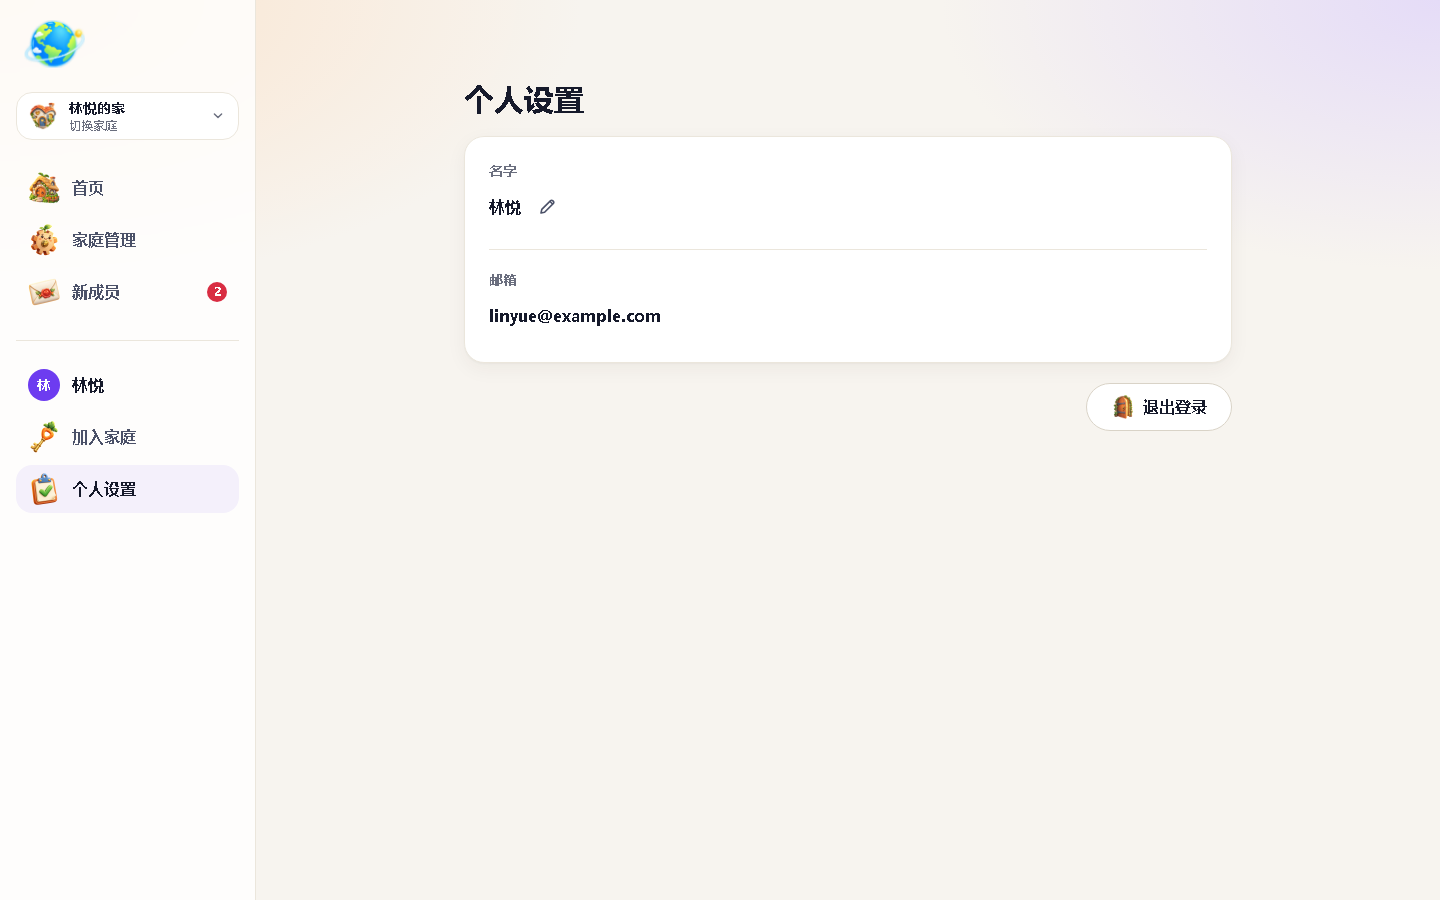 林悦的家
切换家庭
首页
家庭管理
新成员
2
林
林悦
加入家庭
个人设置
个人设置
名字
林悦
邮箱
linyue@example.com
退出登录